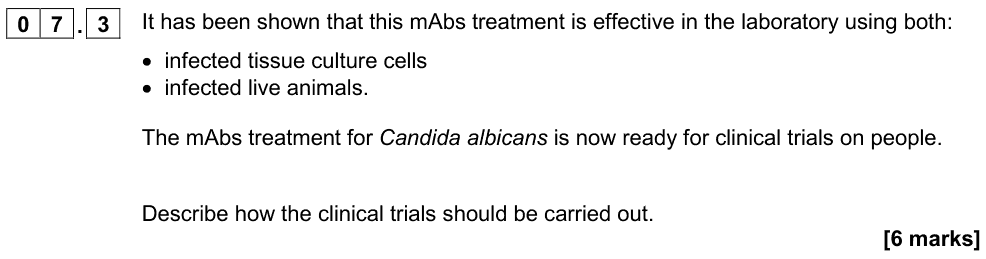 0 7 . 3 It has been shown that this mAbs treatment is effective in the laboratory using both:
• infected tissue culture cells
• infected live animals.
The mAbs treatment for Candida albicans is now ready for clinical trials on people.
Describe how the clinical trials should be carried out.
[6 marks]